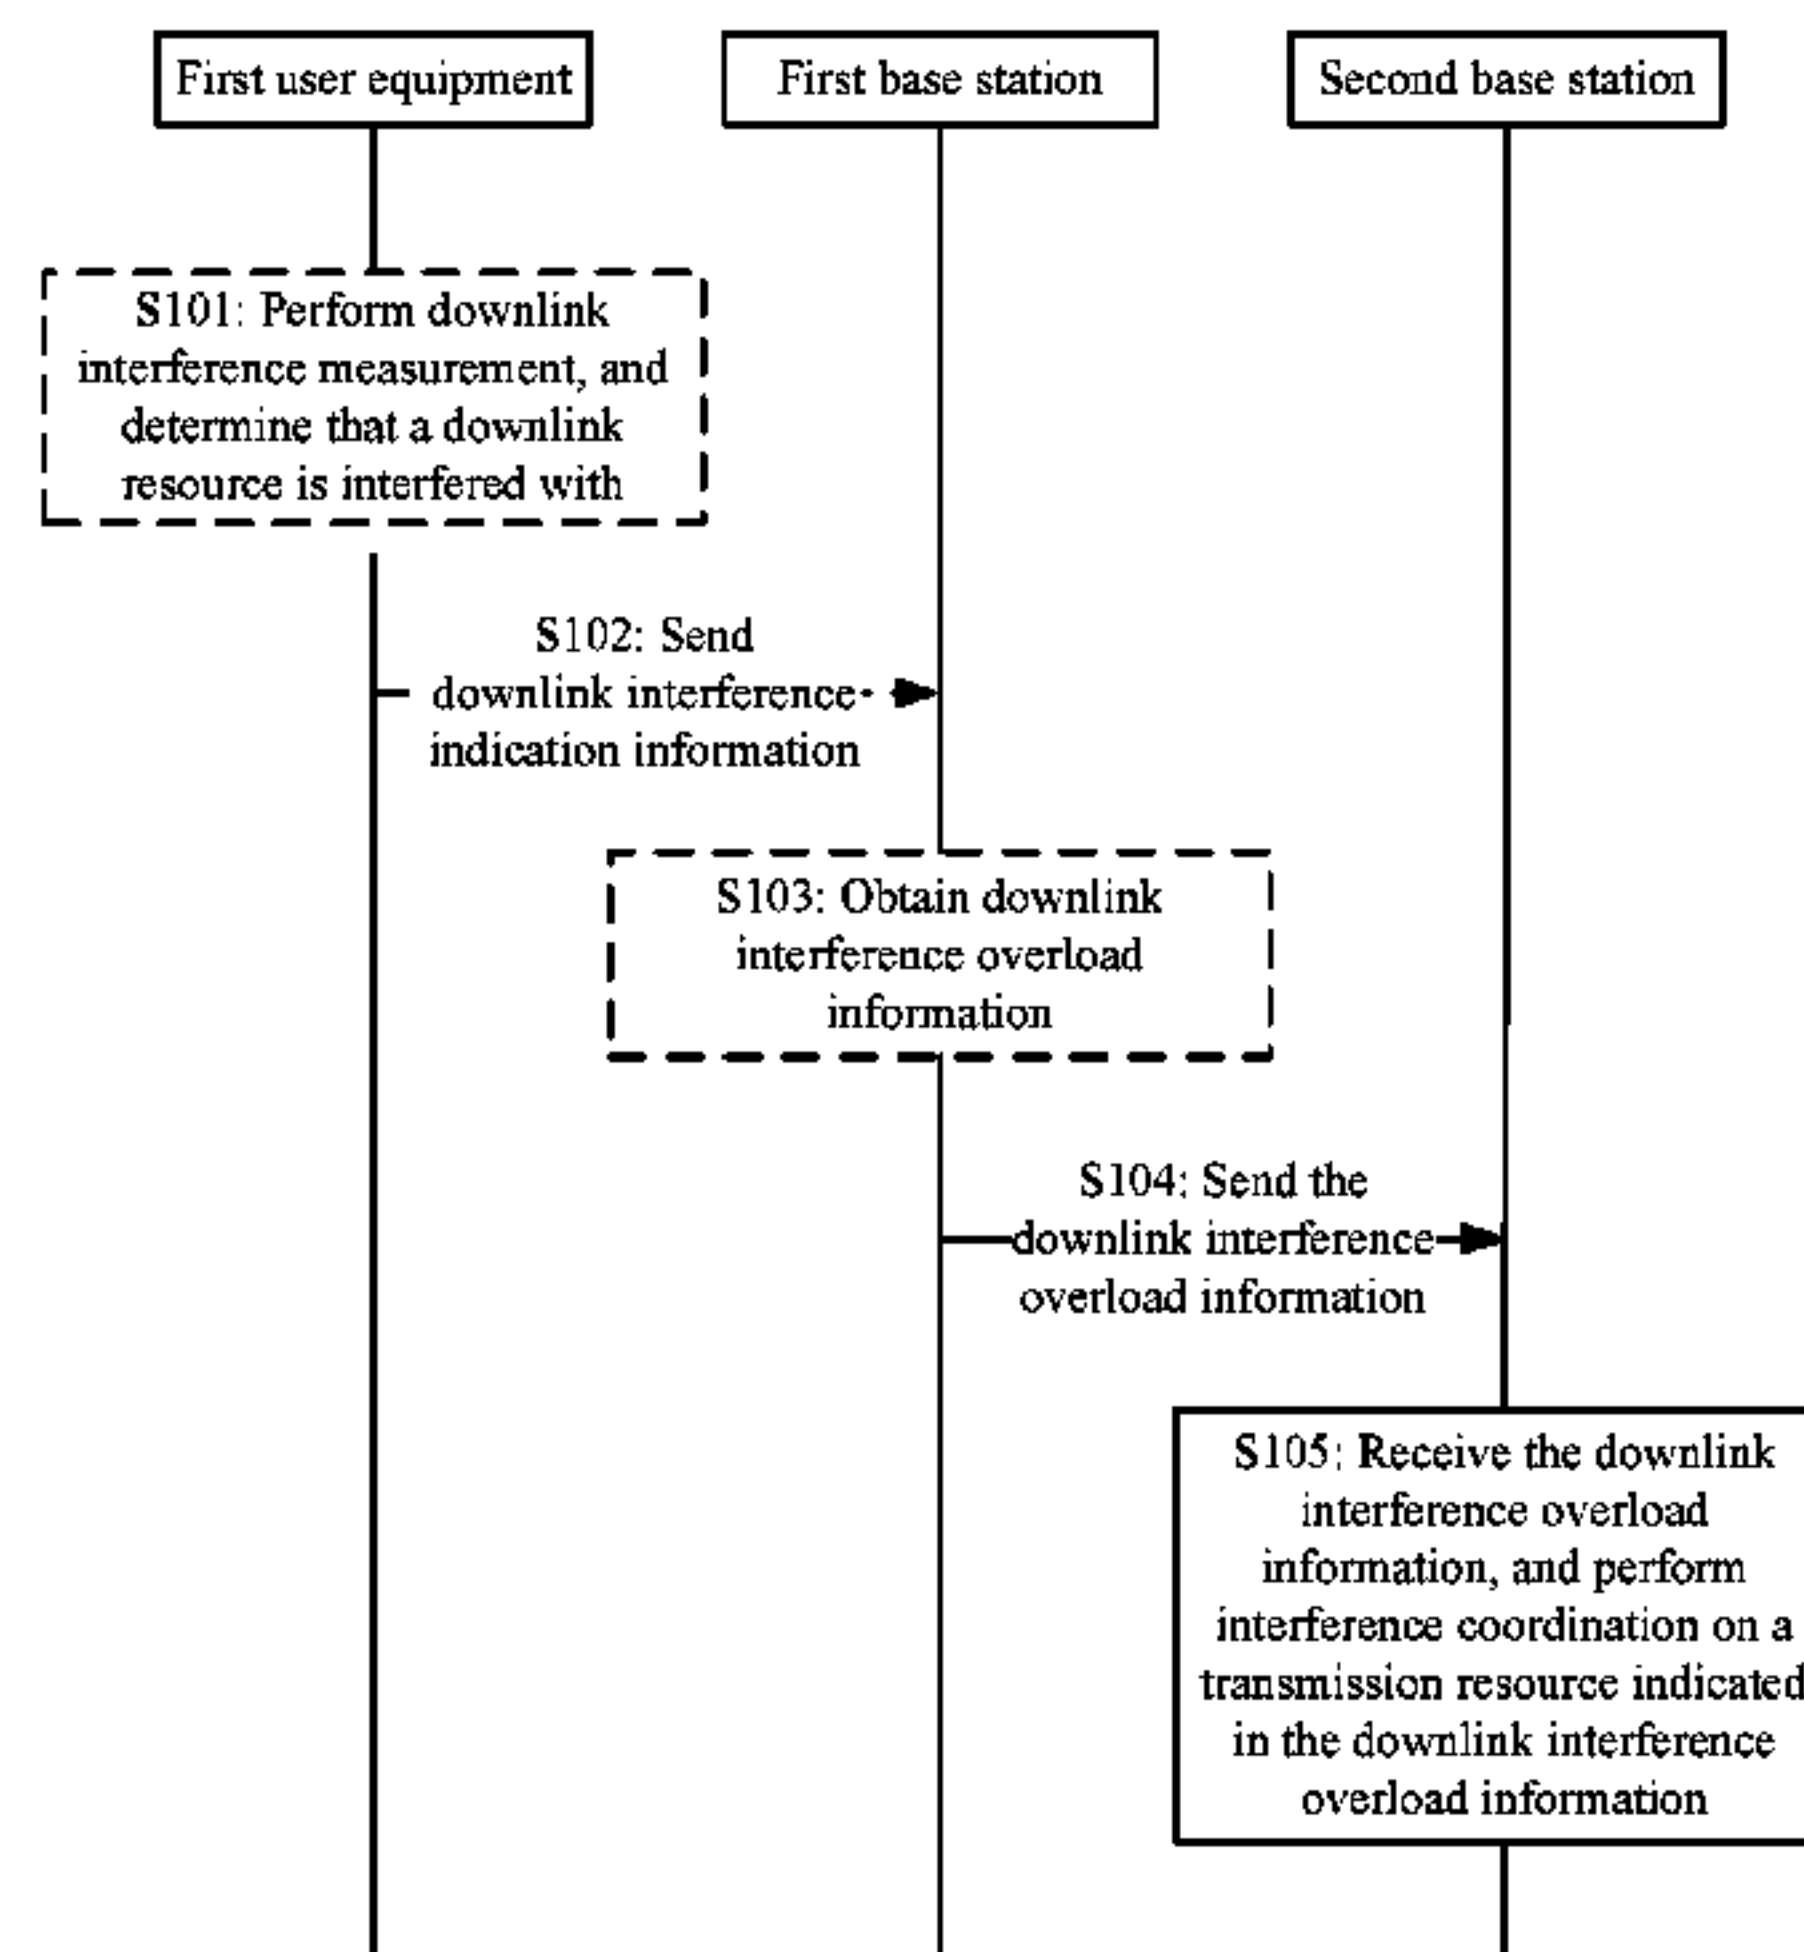 First user equipment
First base station
Second base station
S101: Perform downlink
interference measurement, and
determine that a downlink
resource is interfered with
S102: Send
downlink interference
indication information
S103: Obtain downlink
interference overload
information
S104: Send the
downlink interference
overload information
S105: Receive the downlink
interference overload
information, and perform
interference coordination on a
transmission resource indicated
in the downlink interference
overload information